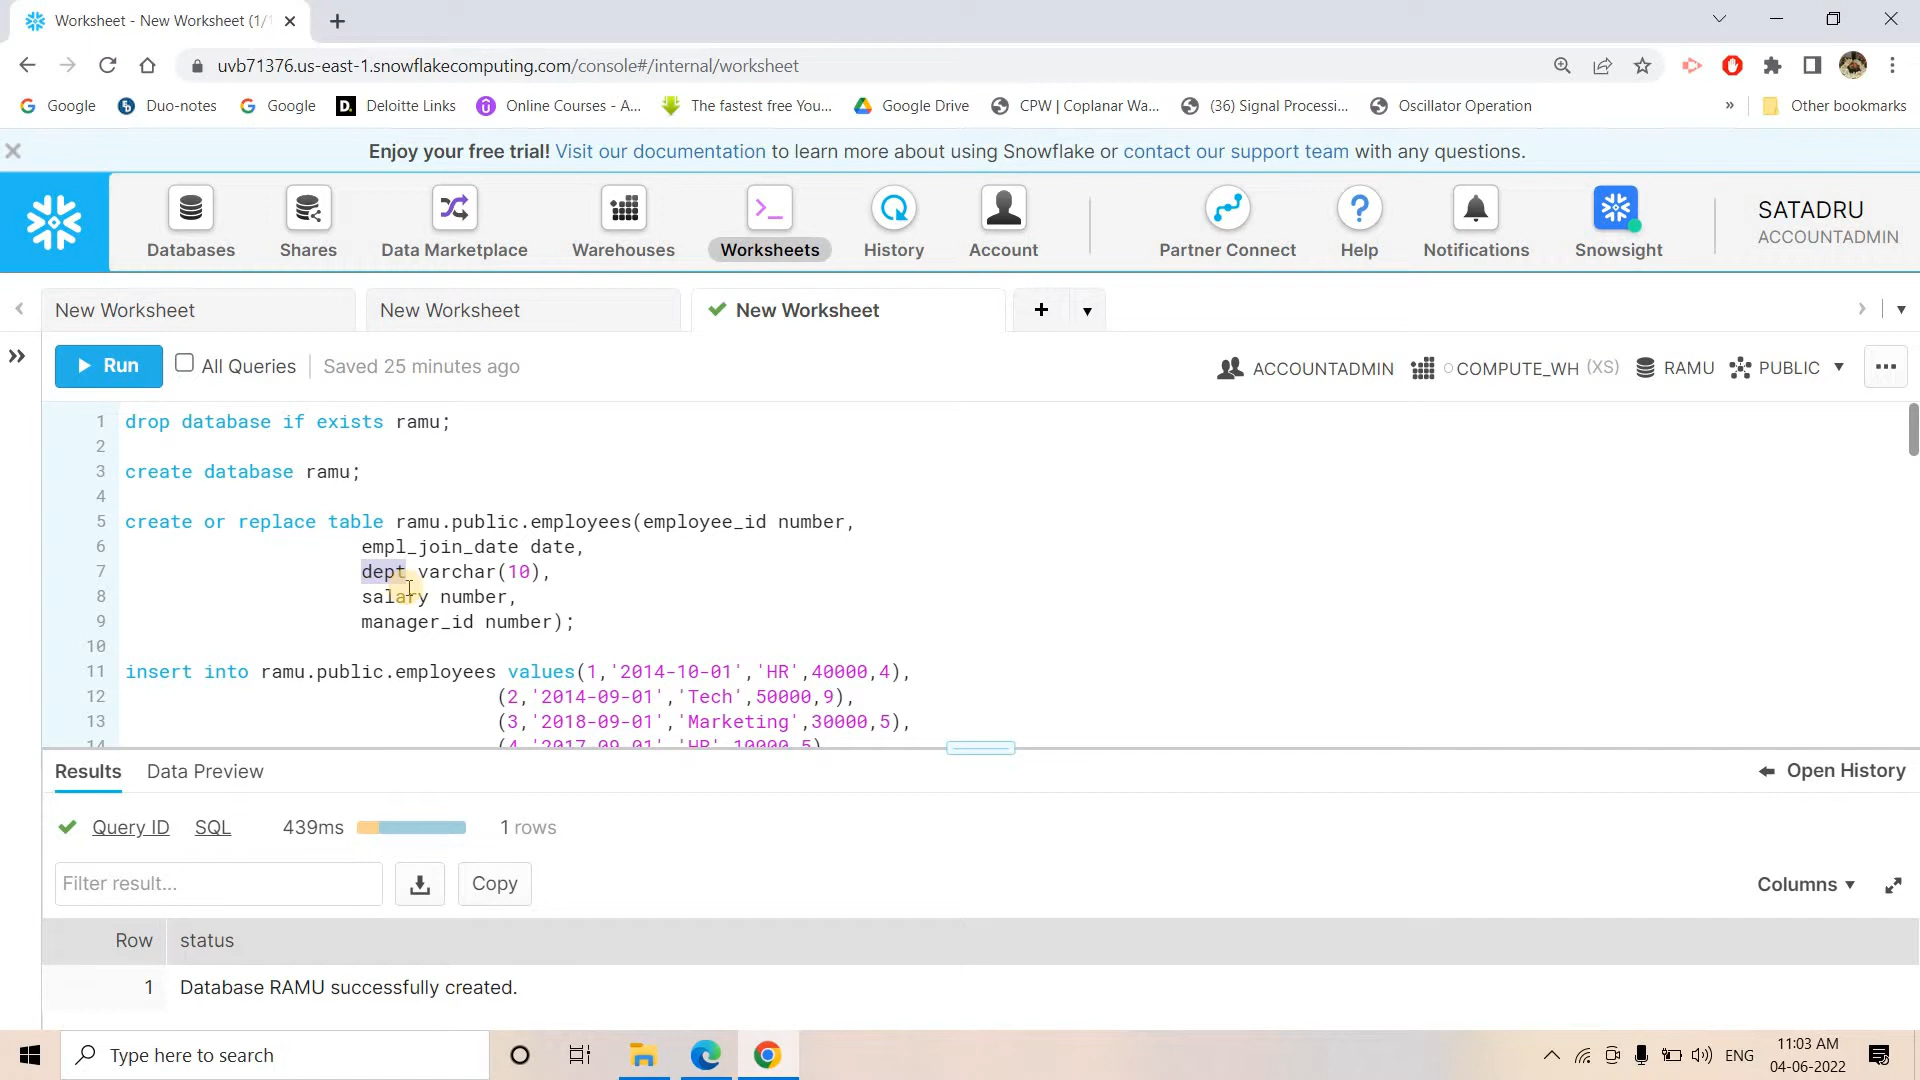 Worksheet - New Worksheet (1/1
uvb71376.us-east-1.snowflakecomputing.com/console#/internal/worksheet
Google Duo-notes Google D. Deloitte Links Online Courses - A... The fastest free You... Google Drive CPW | Coplanar Wa... (36) Signal Processi... Oscillator Operation » Other bookmarks
Enjoy your free trial! Visit our documentation to learn more about using Snowflake or contact our support team with any questions.
Databases Shares Data Marketplace Warehouses Worksheets History Account Partner Connect Help Notifications Snowsight
SATADRU
ACCOUNTADMIN
New Worksheet New Worksheet New Worksheet
Run All Queries Saved 25 minutes ago ACCOUNTADMIN COMPUTE_WH (XS) RAMU PUBLIC
1 drop database if exists ramu;
2
3 create database ramu;
4
5 create or replace table ramu.public.employees(employee_id number,
6 empl_join_date date,
7 dept varchar(10),
8 salary number,
9 manager_id number);
10
11 insert into ramu.public.employees values(1,'2014-10-01','HR',40000,4),
12 (2,'2014-09-01','Tech',50000,9),
13 (3,'2018-09-01','Marketing',30000,5),
14 (4,'2017-09-01','HR',10000,5)
Results Data Preview Open History
Query ID SQL 439ms 1 rows
Filter result... Copy Columns
Row status
1 Database RAMU successfully created.
Type here to search
ENG
11:03 AM
04-06-2022